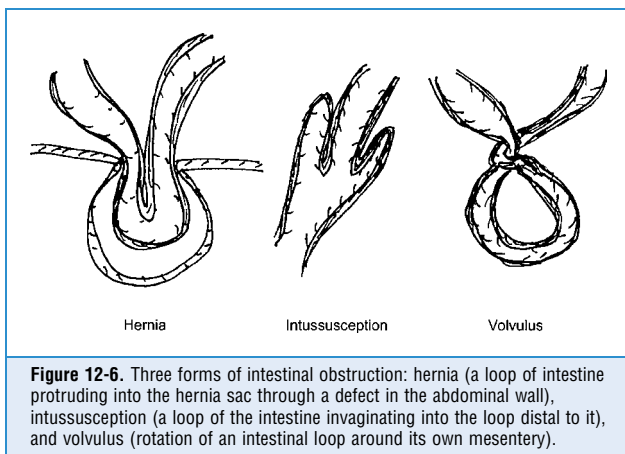 Hernia
Intussusception
Volvulus
Figure 12-6. Three forms of intestinal obstruction: hernia (a loop of intestine
protruding into the hernia sac through a defect in the abdominal wall),
intussusception (a loop of the intestine invaginating into the loop distal to it),
and volvulus (rotation of an intestinal loop around its own mesentery).